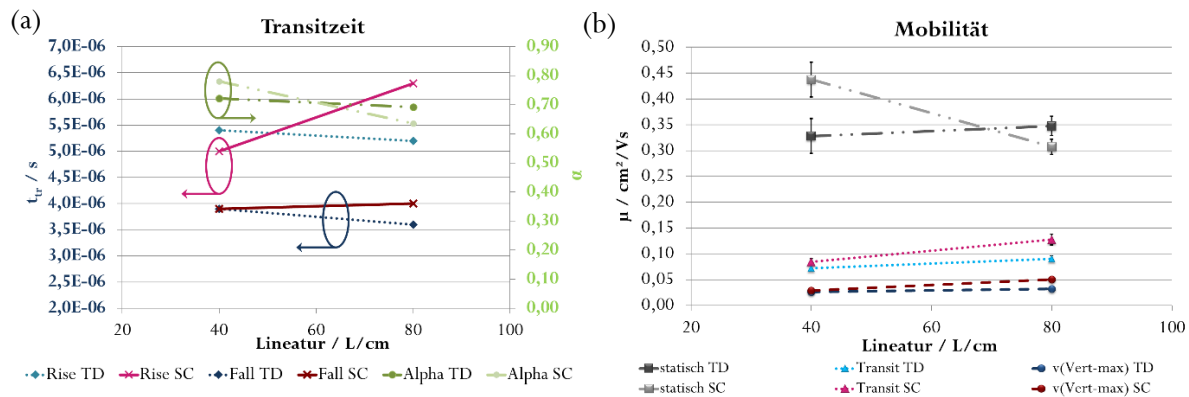 (a)
Transitzeit
7,0E-06
6,5E-06
6,0E-06
5,5E-06
5,0E-06
4,5E-06
4,0E-06
3,5E-06
3,0E-06
2,5E-06
2,0E-06
t_tr / s
0,90
0,80
0,70
0,60
0,50
0,40
0,30
0,20
0,10
0,00
α
20 40 60 80 100
Lineatur / L/cm
Rise TD Rise SC Fall TD Fall SC Alpha TD Alpha SC
(b)
Mobilität
0,50
0,45
0,40
0,35
0,30
0,25
0,20
0,15
0,10
0,05
0,00
μ / cm²/Vs
20 40 60 80 100
Lineatur / L/cm
statisch TD Transit TD v(Vert-max) TD
statisch SC Transit SC v(Vert-max) SC